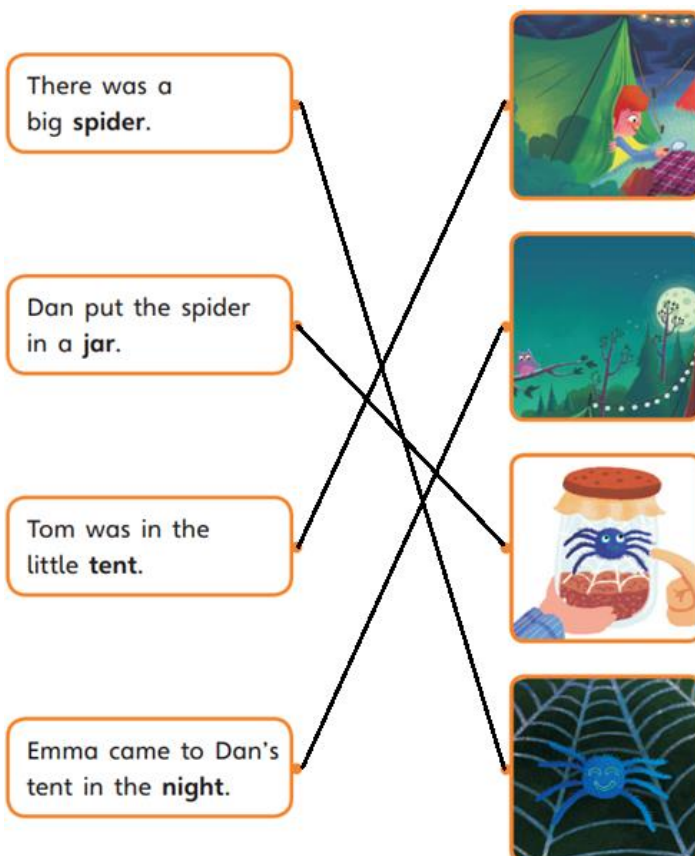 There was a
big spider.
Dan put the spider
in a jar.
Tom was in the
little tent.
Emma came to Dan's
tent in the night.